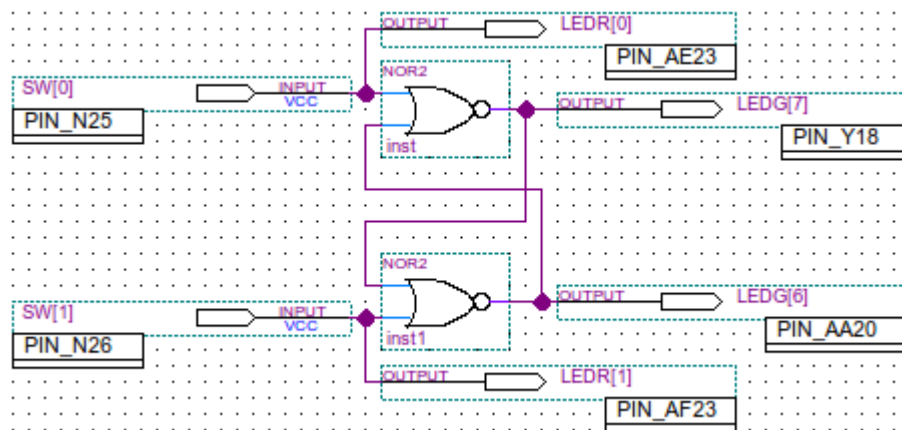 OUTPUT LEDR[0]
PIN_AE23
SW[0] INPUT VCC
PIN_N25
NOR2
inst
OUTPUT LEDG[7]
PIN_Y18
NOR2
inst1
SW[1] INPUT VCC
PIN_N26
OUTPUT LEDG[6]
PIN_AA20
OUTPUT LEDR[1]
PIN_AF23